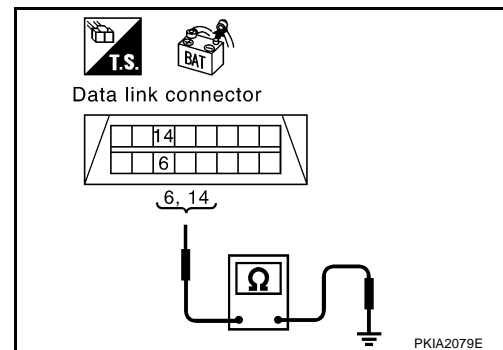 T.S.
BAT
Data link connector
14
6
6, 14
Ω
PKIA2079E